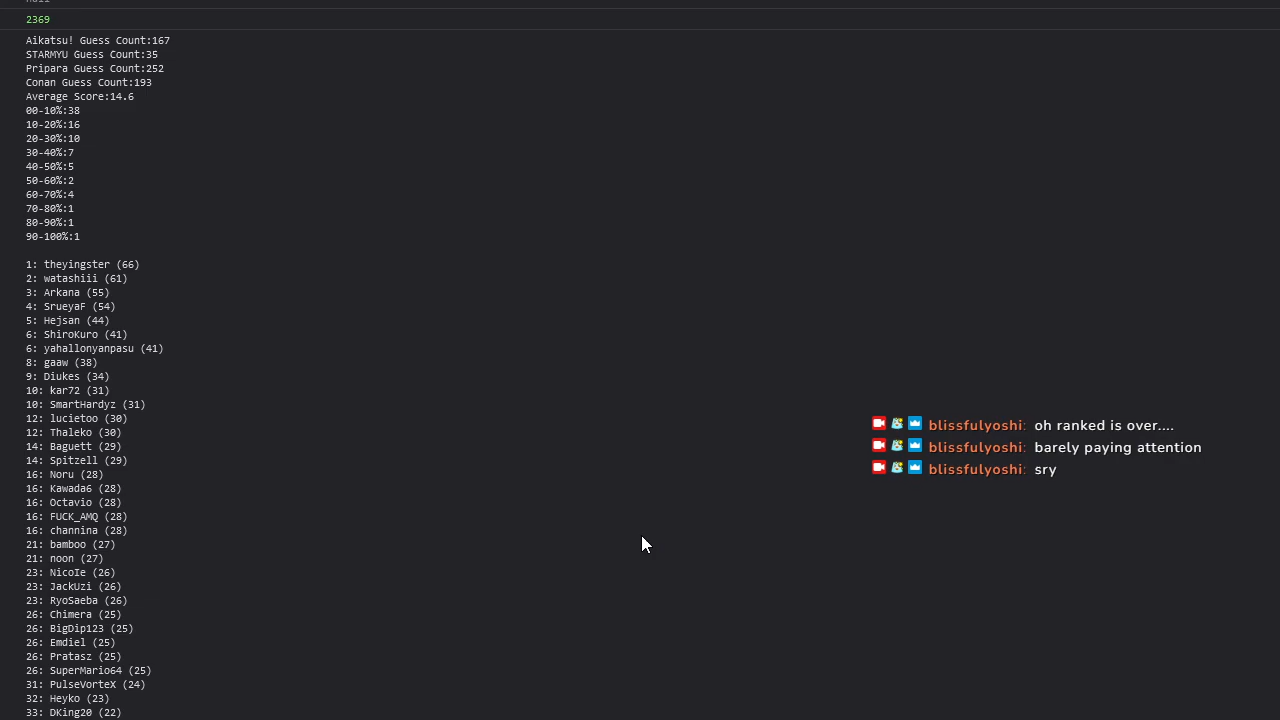 null
2369
Aikatsu! Guess Count:167
STARMYU Guess Count:35
Pripara Guess Count:252
Conan Guess Count:193
Average Score:14.6
00-10%:38
10-20%:16
20-30%:10
30-40%:7
40-50%:5
50-60%:2
60-70%:4
70-80%:1
80-90%:1
90-100%:1
1: theyingster (66)
2: watashiii (61)
3: Arkana (55)
4: SrueyaF (54)
5: Hejsan (44)
6: ShiroKuro (41)
6: yahallonyanpasu (41)
8: gaaw (38)
9: Diukes (34)
10: kar72 (31)
10: SmartHardyz (31)
12: lucietoo (30)
12: Thaleko (30)
14: Baguett (29)
14: Spitzell (29)
16: Noru (28)
16: Kawada6 (28)
16: Octavio (28)
16: FUCK_AMQ (28)
16: channina (28)
21: bamboo (27)
21: noon (27)
23: NicoIe (26)
23: JackUzi (26)
23: RyoSaeba (26)
26: Chimera (25)
26: BigDip123 (25)
26: Emdiel (25)
26: Pratasz (25)
26: SuperMario64 (25)
31: PulseVorteX (24)
32: Heyko (23)
33: DKing20 (22)
blissfulyoshi: oh ranked is over....
blissfulyoshi: barely paying attention
blissfulyoshi: sry